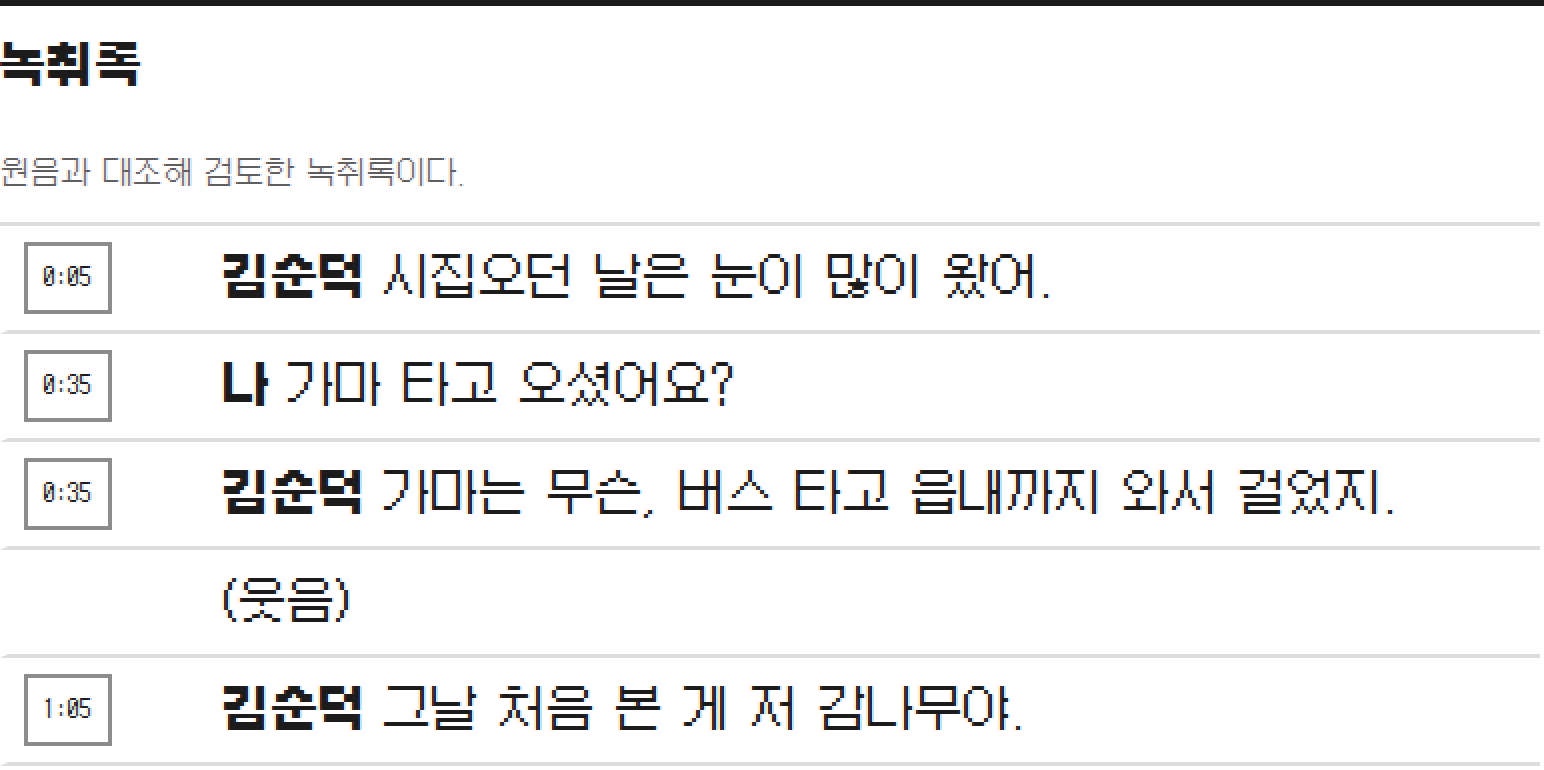 녹취록
원음과 대조해 검토한 녹취록이다.
0:05 김순덕 시집오던 날은 눈이 많이 왔어.
0:35 나 가마 타고 오셨어요?
0:35 김순덕 가마는 무슨, 버스 타고 읍내까지 와서 걸었지.
(웃음)
1:05 김순덕 그날 처음 본 게 저 감나무야.